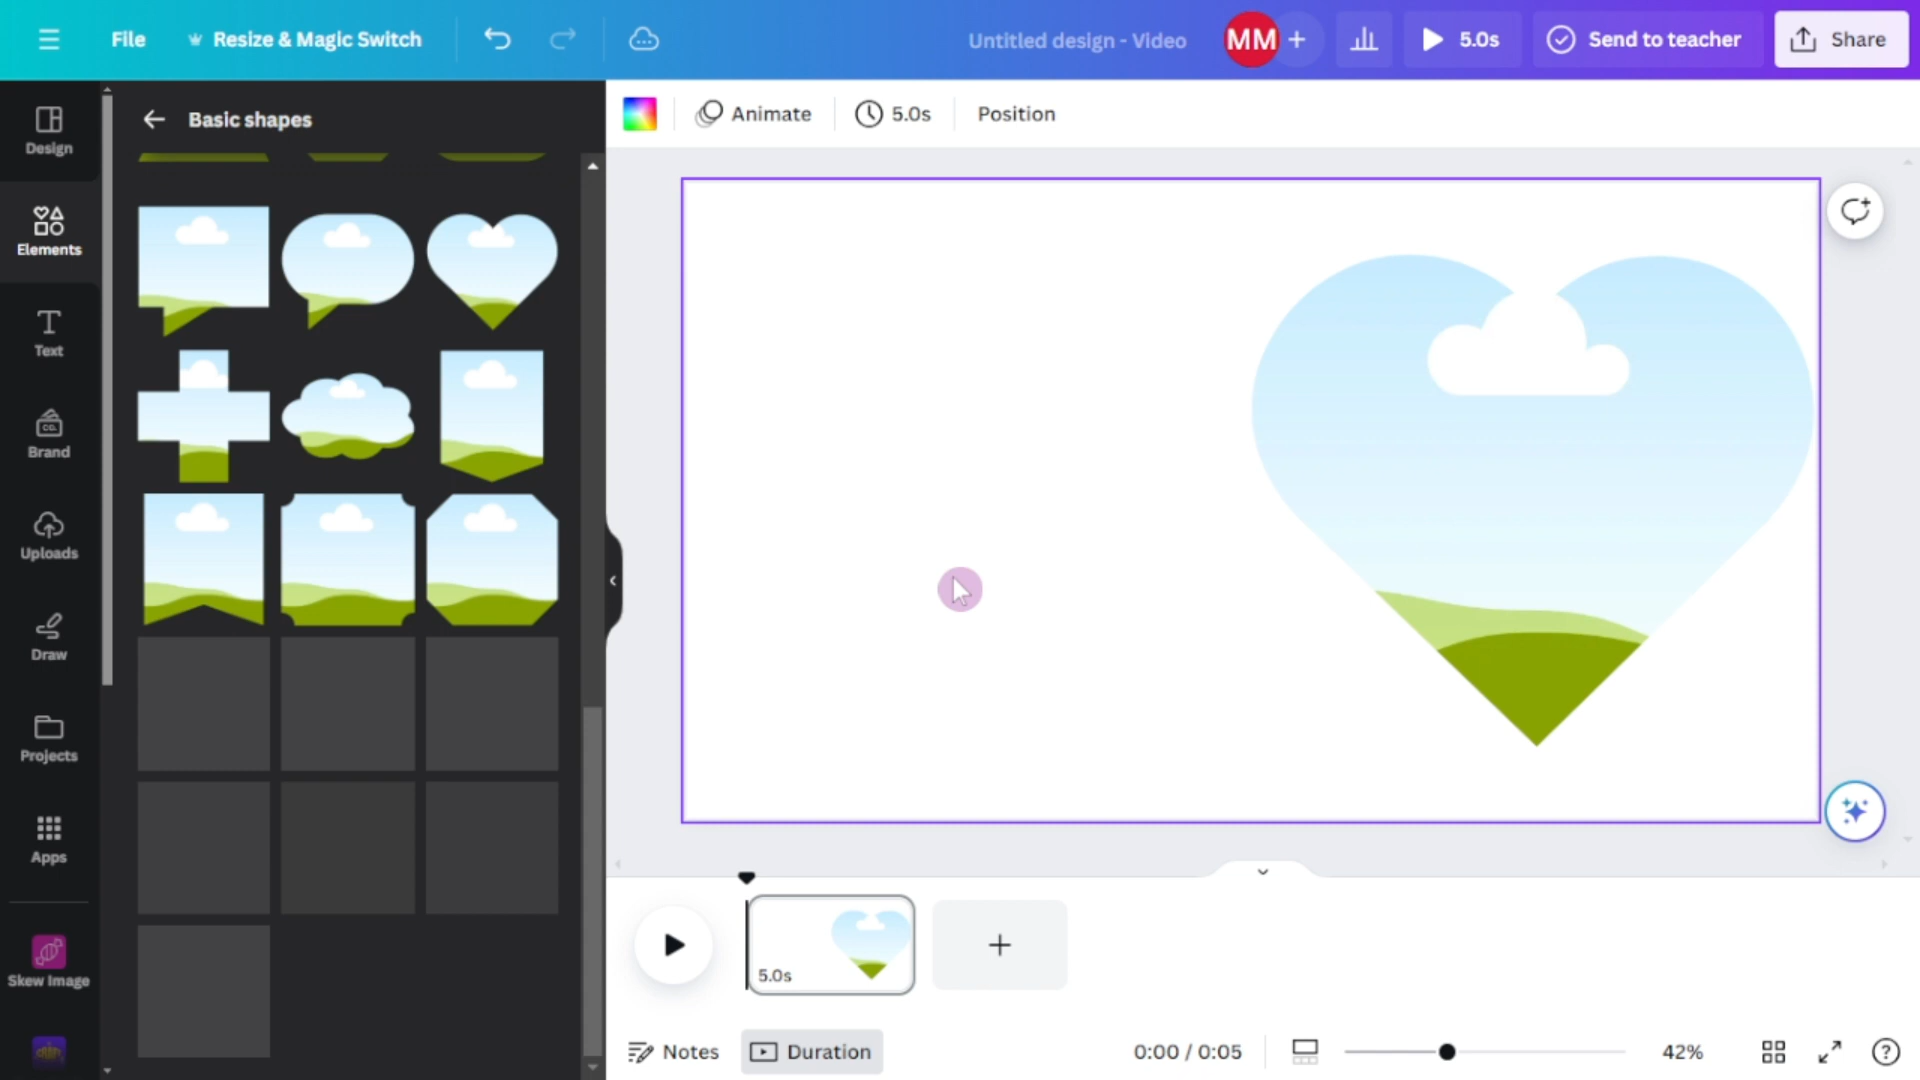 File
Resize & Magic Switch
Untitled design - Video
MM
+
5.0s
Send to teacher
Share
Design
Elements
Text
Brand
CO.
Uploads
Draw
Projects
Apps
Skew Image
Basic shapes
Animate
5.0s
Position
5.0s
Notes
Duration
0:00 / 0:05
42%